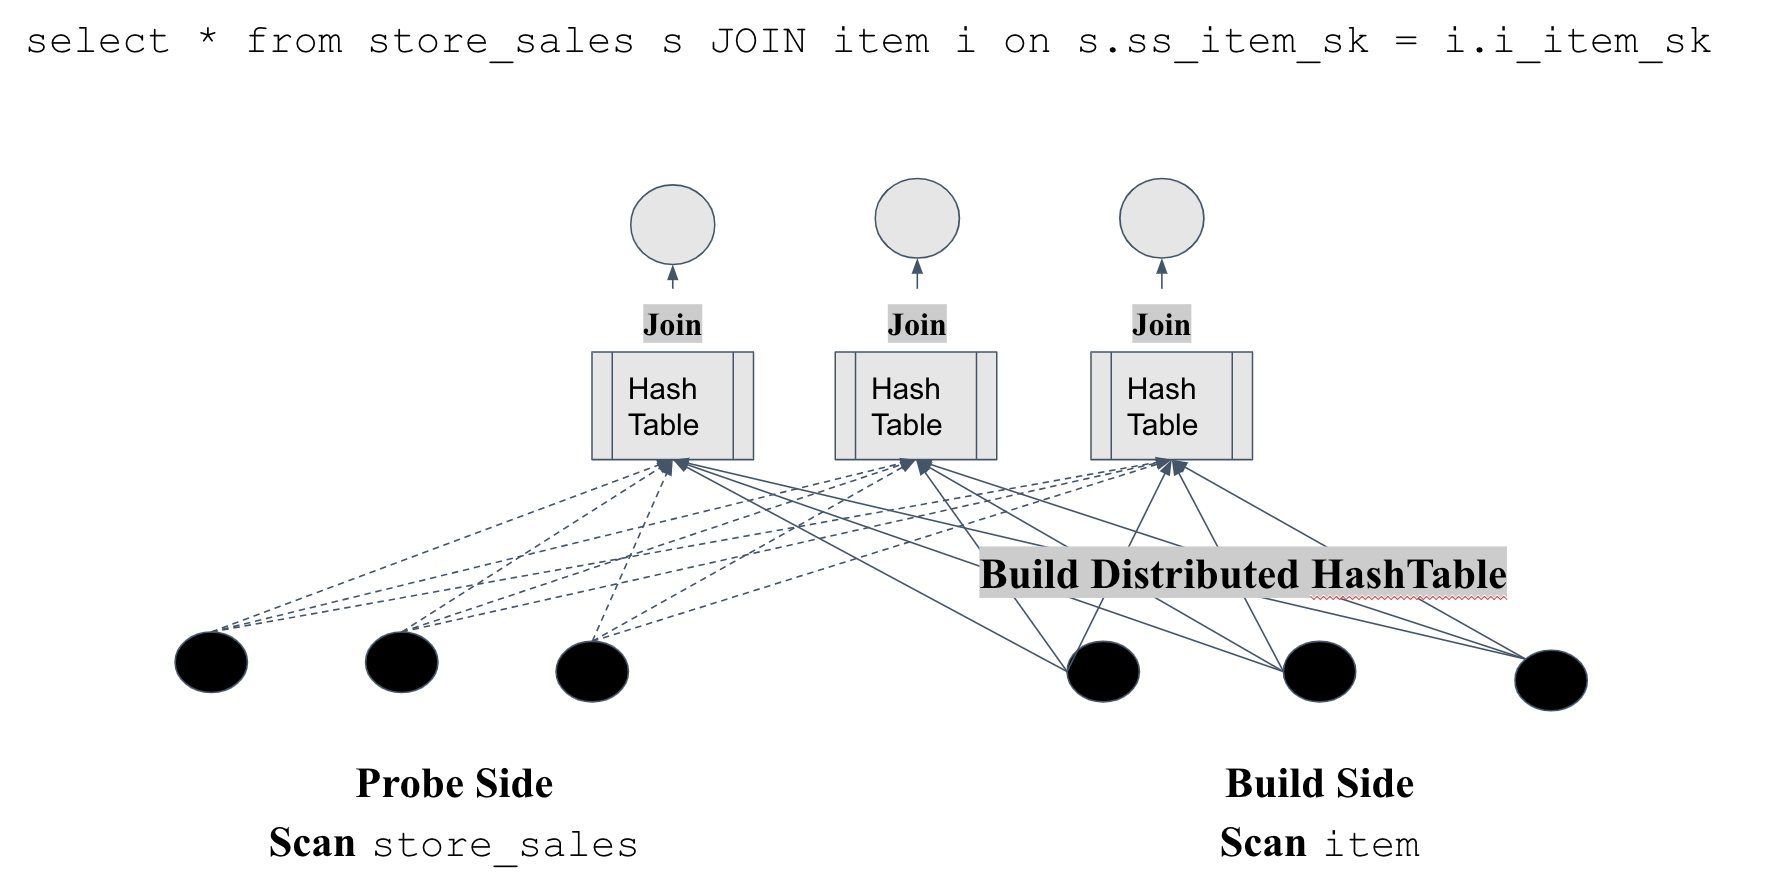 select * from store_sales s JOIN item i on s.ss_item_sk = i.i_item_sk
Join
Join
Join
Hash
Table
Hash
Table
Hash
Table
Build Distributed HashTable
Probe Side
Scan store_sales
Build Side
Scan item